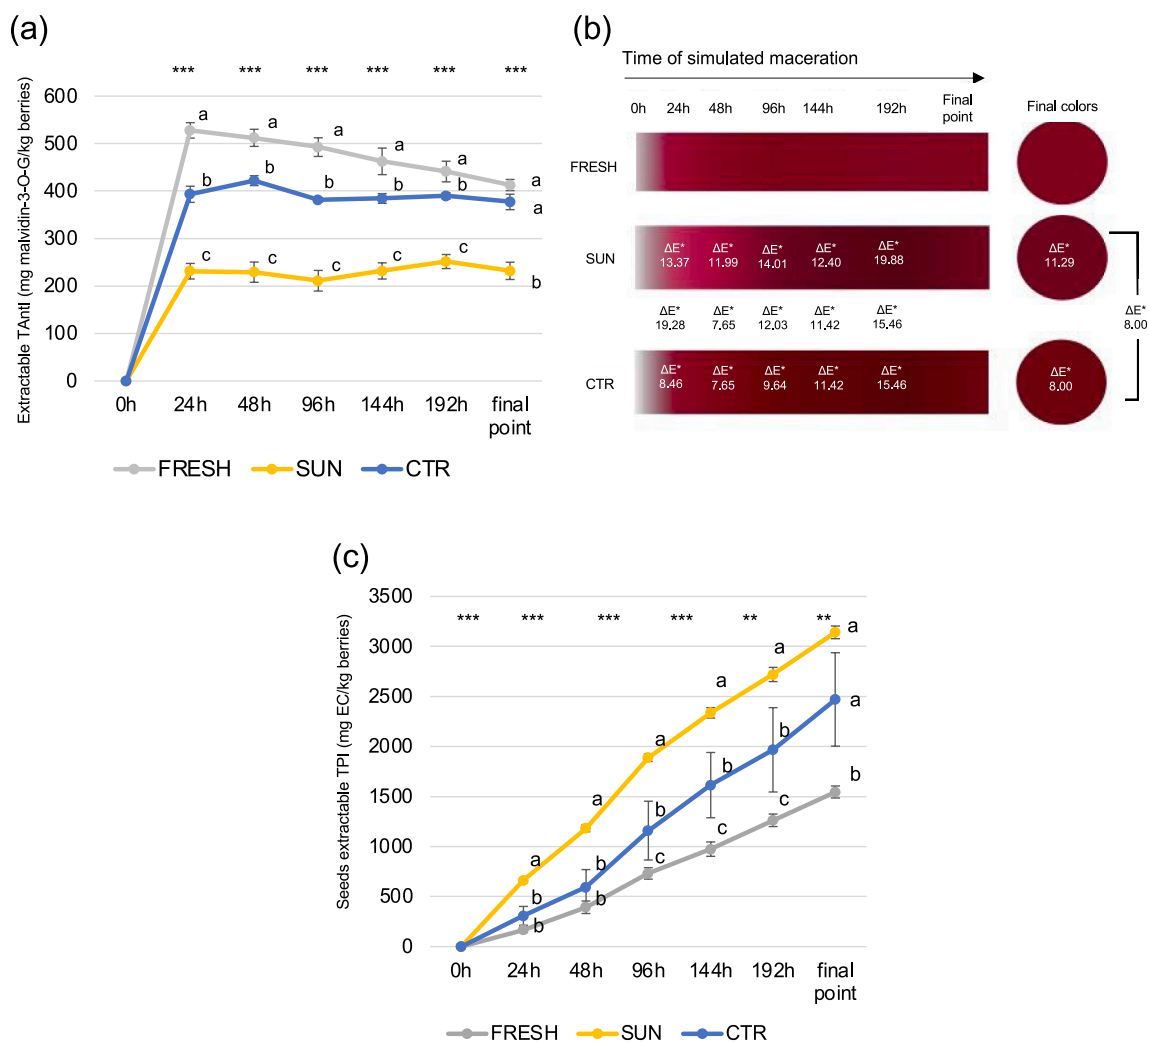 (a)
*** *** *** *** *** ***
Extractable TAntI (mg malvidin-3-O-G/kg berries)
600
500
400
300
200
100
0
a a a a a a
b b b b b a
c c c c c b
0h 24h 48h 96h 144h 192h final point
FRESH SUN CTR
(b)
Time of simulated maceration
0h 24h 48h 96h 144h 192h Final point
Final colors
FRESH
SUN
ΔE* ΔE* ΔE* ΔE* ΔE* ΔE*
13.37 11.99 14.01 12.40 19.88 11.29
ΔE* ΔE* ΔE* ΔE* ΔE* ΔE*
19.28 7.65 12.03 11.42 15.46 8.00
CTR
ΔE* ΔE* ΔE* ΔE* ΔE* ΔE*
8.46 7.65 9.64 11.42 15.46 8.00
(c)
*** *** *** *** ** **
Seeds extractable TPI (mg EC/kg berries)
3500
3000
2500
2000
1500
1000
500
0
a a a a a a
b b b b b a
b b c c c b
0h 24h 48h 96h 144h 192h final point
FRESH SUN CTR